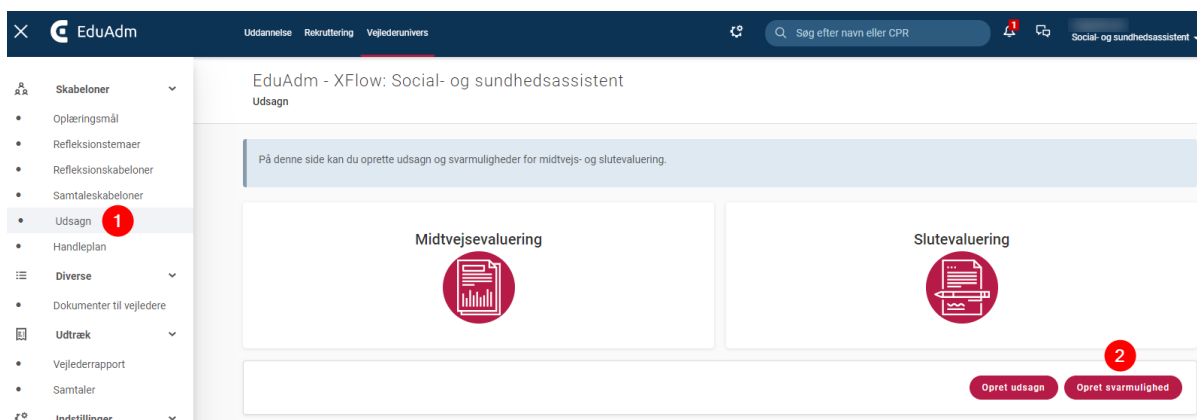 EduAdm
Uddannelse Rekruttering Vejlederunivers
Søg efter navn eller CPR
1
Social- og sundhedsassistent
Skabeloner
Oplæringsmål
Refleksionstemaer
Refleksionskabeloner
Samtaleskabeloner
Udsagn 1
Handleplan
Diverse
Dokumenter til vejledere
Udtræk
Vejlederrapport
Samtaler
Indstillinger
EduAdm - XFlow: Social- og sundhedsassistent
Udsagn
På denne side kan du oprette udsagn og svarmuligheder for midtvejs- og slutevaluering.
Midtvejsevaluering
Slutevaluering
2
Opret udsagn Opret svarmulighed